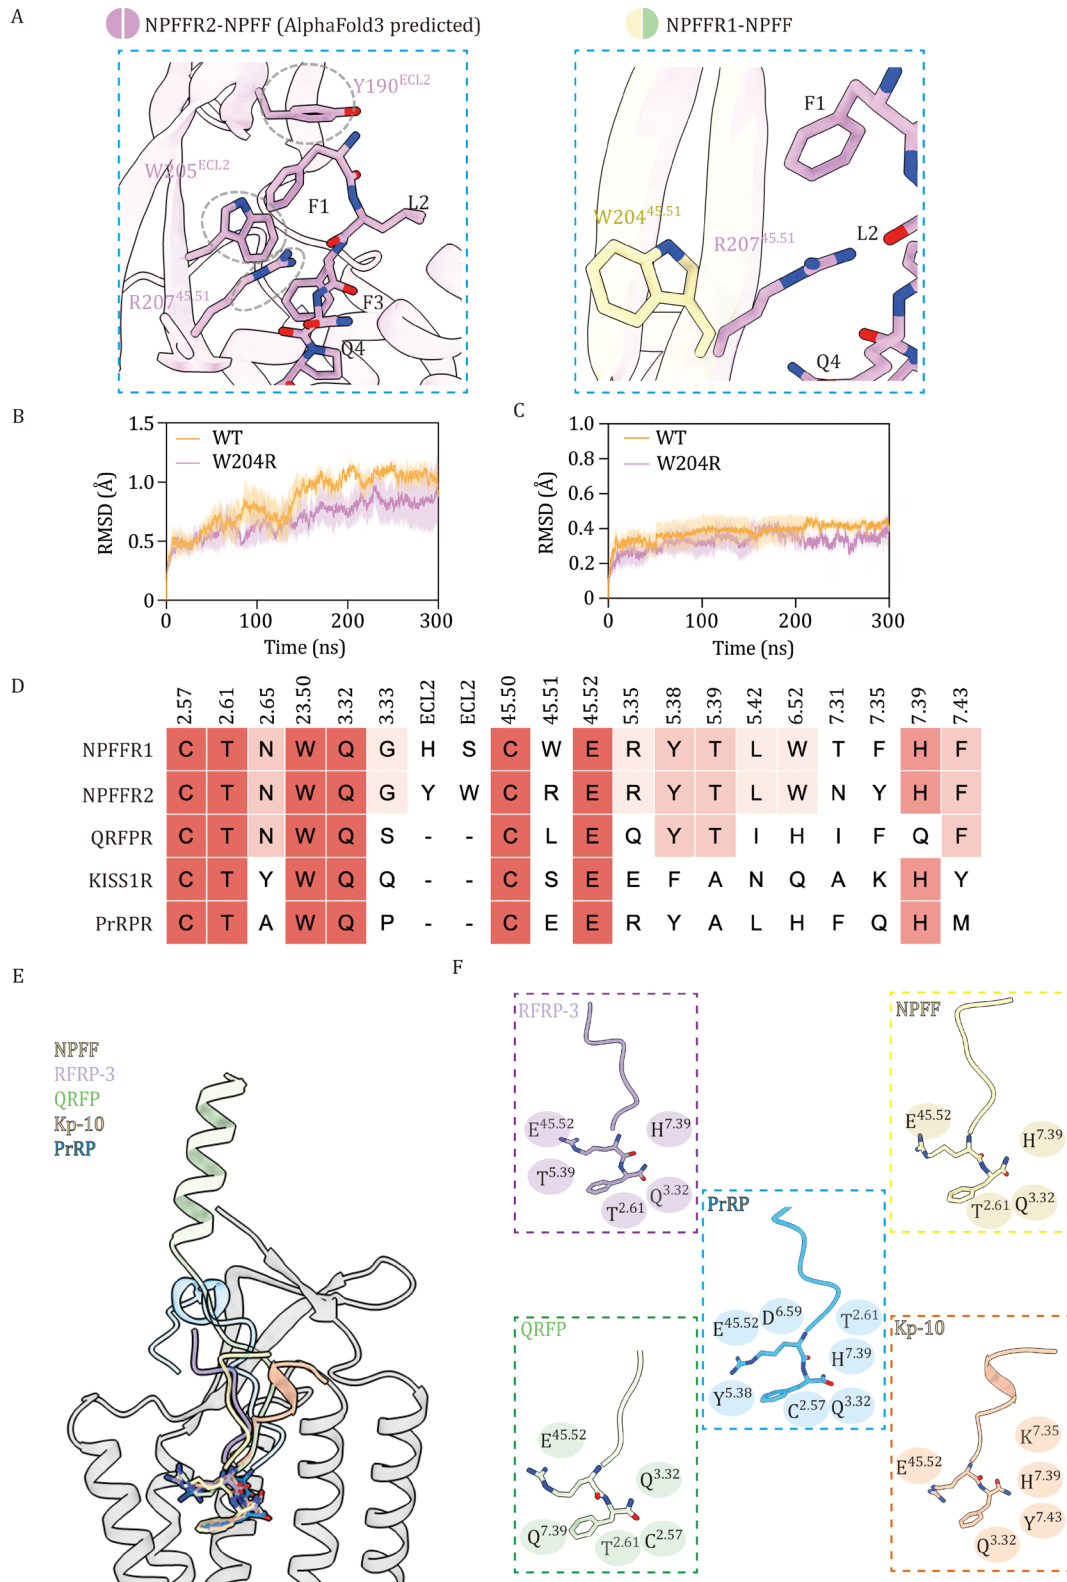 A
NPFFR2-NPFF (AlphaFold3 predicted)
NPFFR1-NPFF
Y190ECL2
W205ECL2
F1
L2
R20745.51
F3
Q4
F1
W20445.51
R20745.51
L2
Q4
B
1.5
1.0
0.5
0
RMSD (Å)
WT
W204R
0
100
200
300
Time (ns)
C
1.0
0.8
0.6
0.4
0.2
0
RMSD (Å)
WT
W204R
0
100
200
300
Time (ns)
D
2.57 2.61 2.65 23.50 3.32 3.33 ECL2 ECL2 45.50 45.51 45.52 5.35 5.38 5.39 5.42 6.52 7.31 7.35 7.39 7.43
NPFFR1 C T N W Q G H S C W E R Y T L W T F H F
NPFFR2 C T N W Q G Y W C R E R Y T L W N Y H F
QRFPR C T N W Q S - - C L E Q Y T I H I F Q F
KISS1R C T Y W Q Q - - C S E E F A N Q A K H Y
PrRPR C T A W Q P - - C E E R Y A L H F Q H M
E
NPFF
RFRP-3
QRFP
Kp-10
PrRP
F
RFRP-3
E45.52
H7.39
T5.39
Q3.32
T2.61
NPFF
E45.52
H7.39
T2.61
Q3.32
PrRP
E45.52
D6.59
T2.61
H7.39
Y5.38
C2.57
Q3.32
QRFP
E45.52
Q3.32
Q7.39
T2.61
C2.57
Kp-10
K7.35
E45.52
H7.39
Y7.43
Q3.32